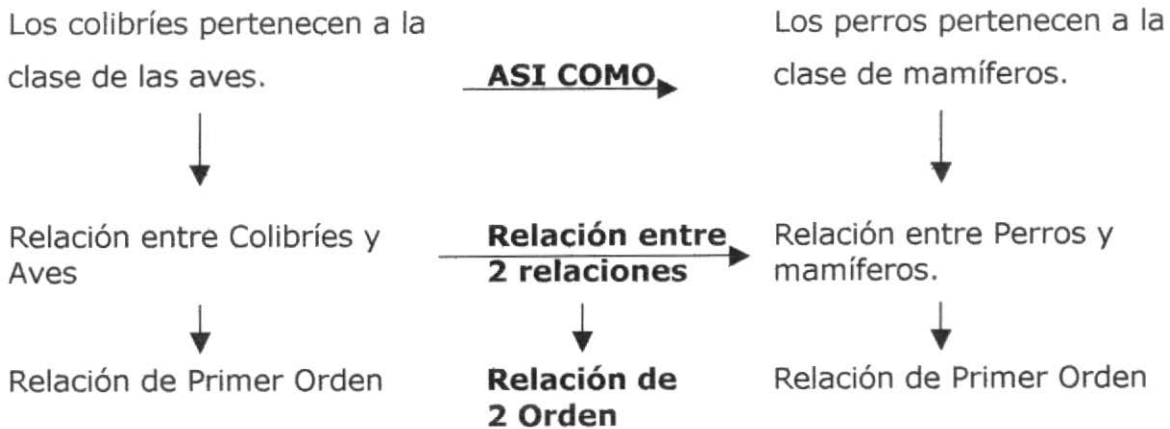 Los colibríes pertenecen a la
clase de las aves.
ASI COMO
Los perros pertenecen a la
clase de mamíferos.
Relación entre Colibríes y
Aves
Relación entre
2 relaciones
Relación entre Perros y
mamíferos.
Relación de Primer Orden
Relación de
2 Orden
Relación de Primer Orden